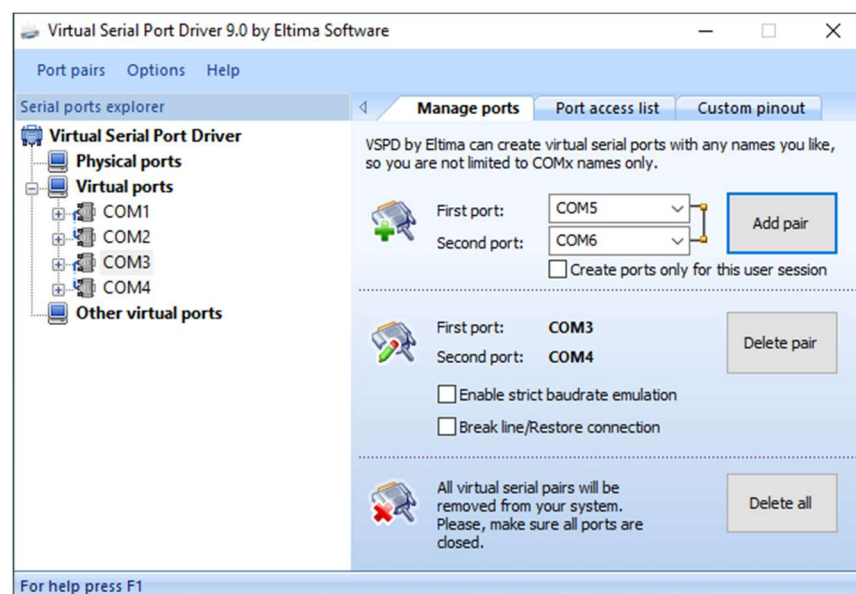 Virtual Serial Port Driver 9.0 by Eltima Software
Port pairs Options Help
Serial ports explorer
Virtual Serial Port Driver
Physical ports
Virtual ports
COM1
COM2
COM3
COM4
Other virtual ports
Manage ports Port access list Custom pinout
VSPD by Eltima can create virtual serial ports with any names you like,
so you are not limited to COMx names only.
First port: COM5
Second port: COM6
Add pair
Create ports only for this user session
First port: COM3
Second port: COM4
Delete pair
Enable strict baudrate emulation
Break line/Restore connection
All virtual serial pairs will be
removed from your system.
Please, make sure all ports are
closed.
Delete all
For help press F1